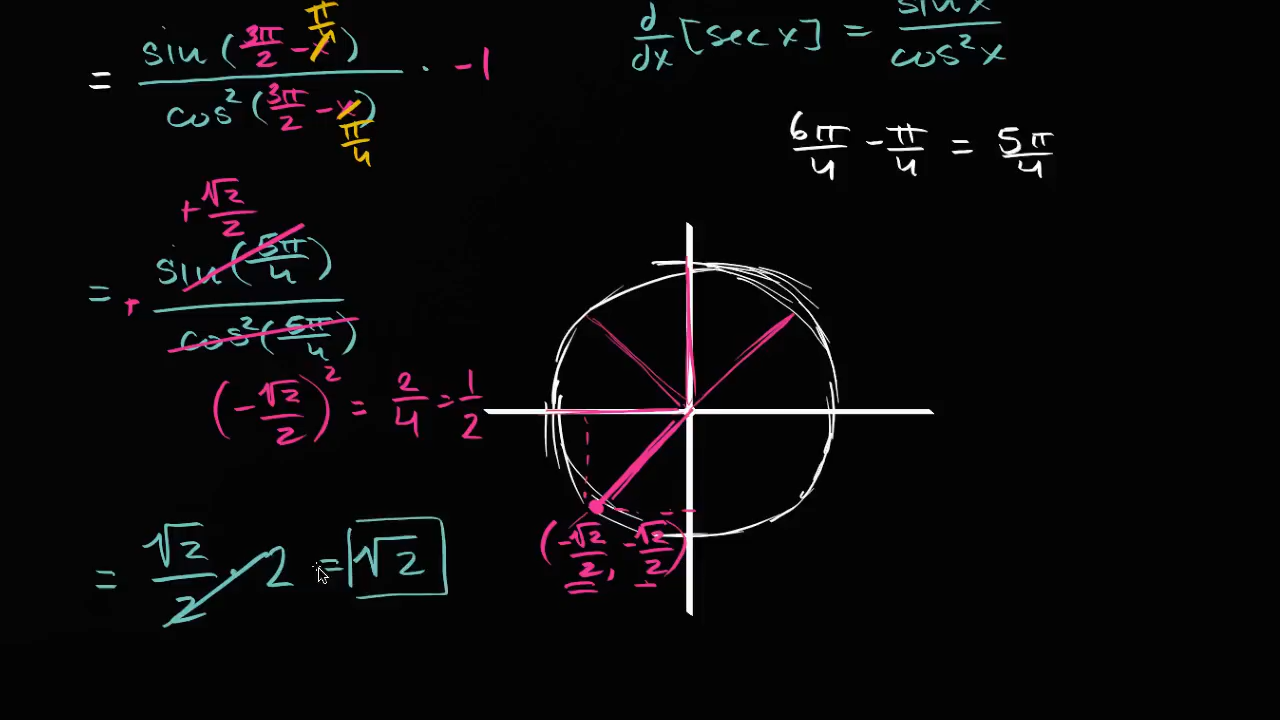 = sin(3π/2 - x) / cos²(3π/2 - x) · -1
π/4
π/4
d/dx [sec x] = sin x / cos² x
6π/4 - π/4 = 5π/4
+ √2/2
= + sin(5π/4) / cos²(5π/4)
(-√2/2)² = 2/4 = 1/2
= √2/2 · 2 = √2
(-√2/2, -√2/2)